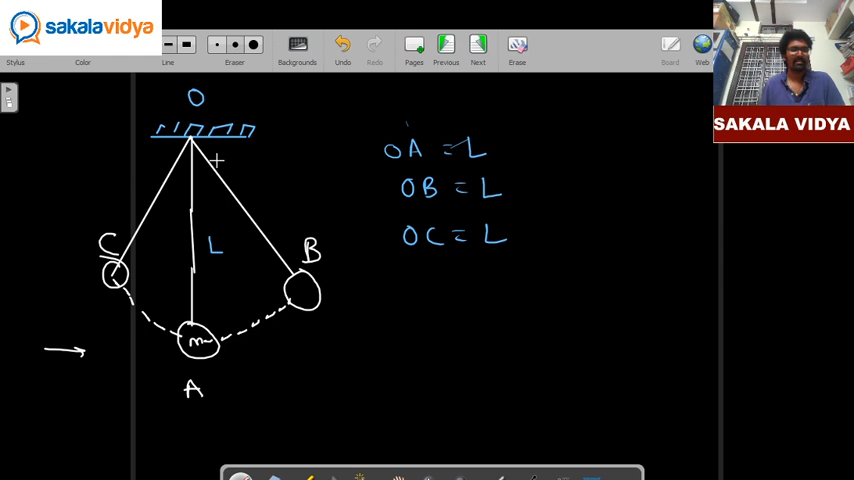 sakalavidya
Stylus
Color
Line
Eraser
Backgrounds
Undo
Redo
Pages
Previous
Next
Erase
Board
Web
SAKALA VIDYA
O
OA = L
OB = L
OC = L
C
B
L
m
A